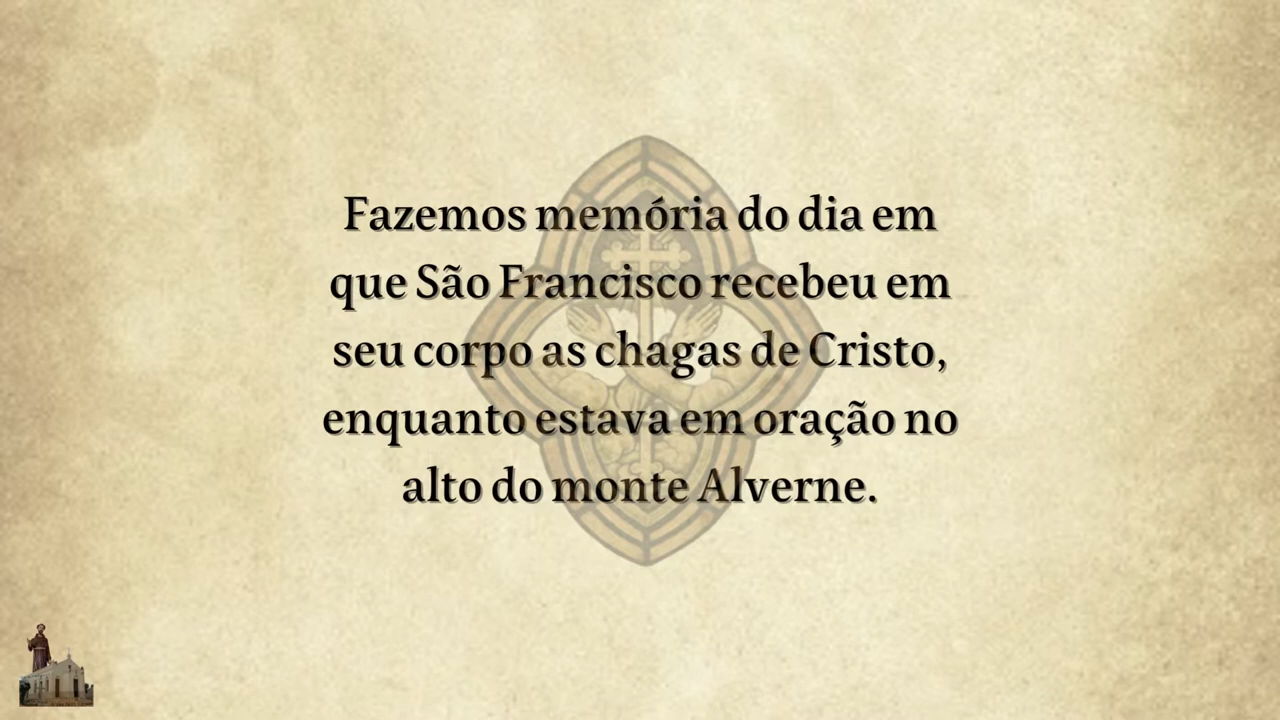 Fazemos memória do dia em
que São Francisco recebeu em
seu corpo as chagas de Cristo,
enquanto estava em oração no
alto do monte Alverne.